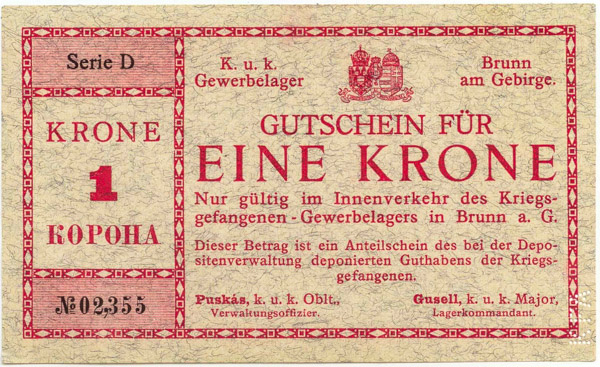 Serie D
KRONE
1
КОРОНА
№ 02,355
K. u. k.
Gewerbelager
Brunn
am Gebirge.
GUTSCHEIN FÜR
EINE KRONE
Nur gültig im Innenverkehr des Kriegs-
gefangenen-Gewerbelagers in Brunn a. G.
Dieser Betrag ist ein Anteilschein des bei der Depo-
sitenverwaltung deponierten Guthabens der Kriegs-
gefangenen.
Puskás, k. u. k. Oblt.,
Verwaltungsoffizier.
Gusell, k. u. k. Major,
Lagerkommandant.